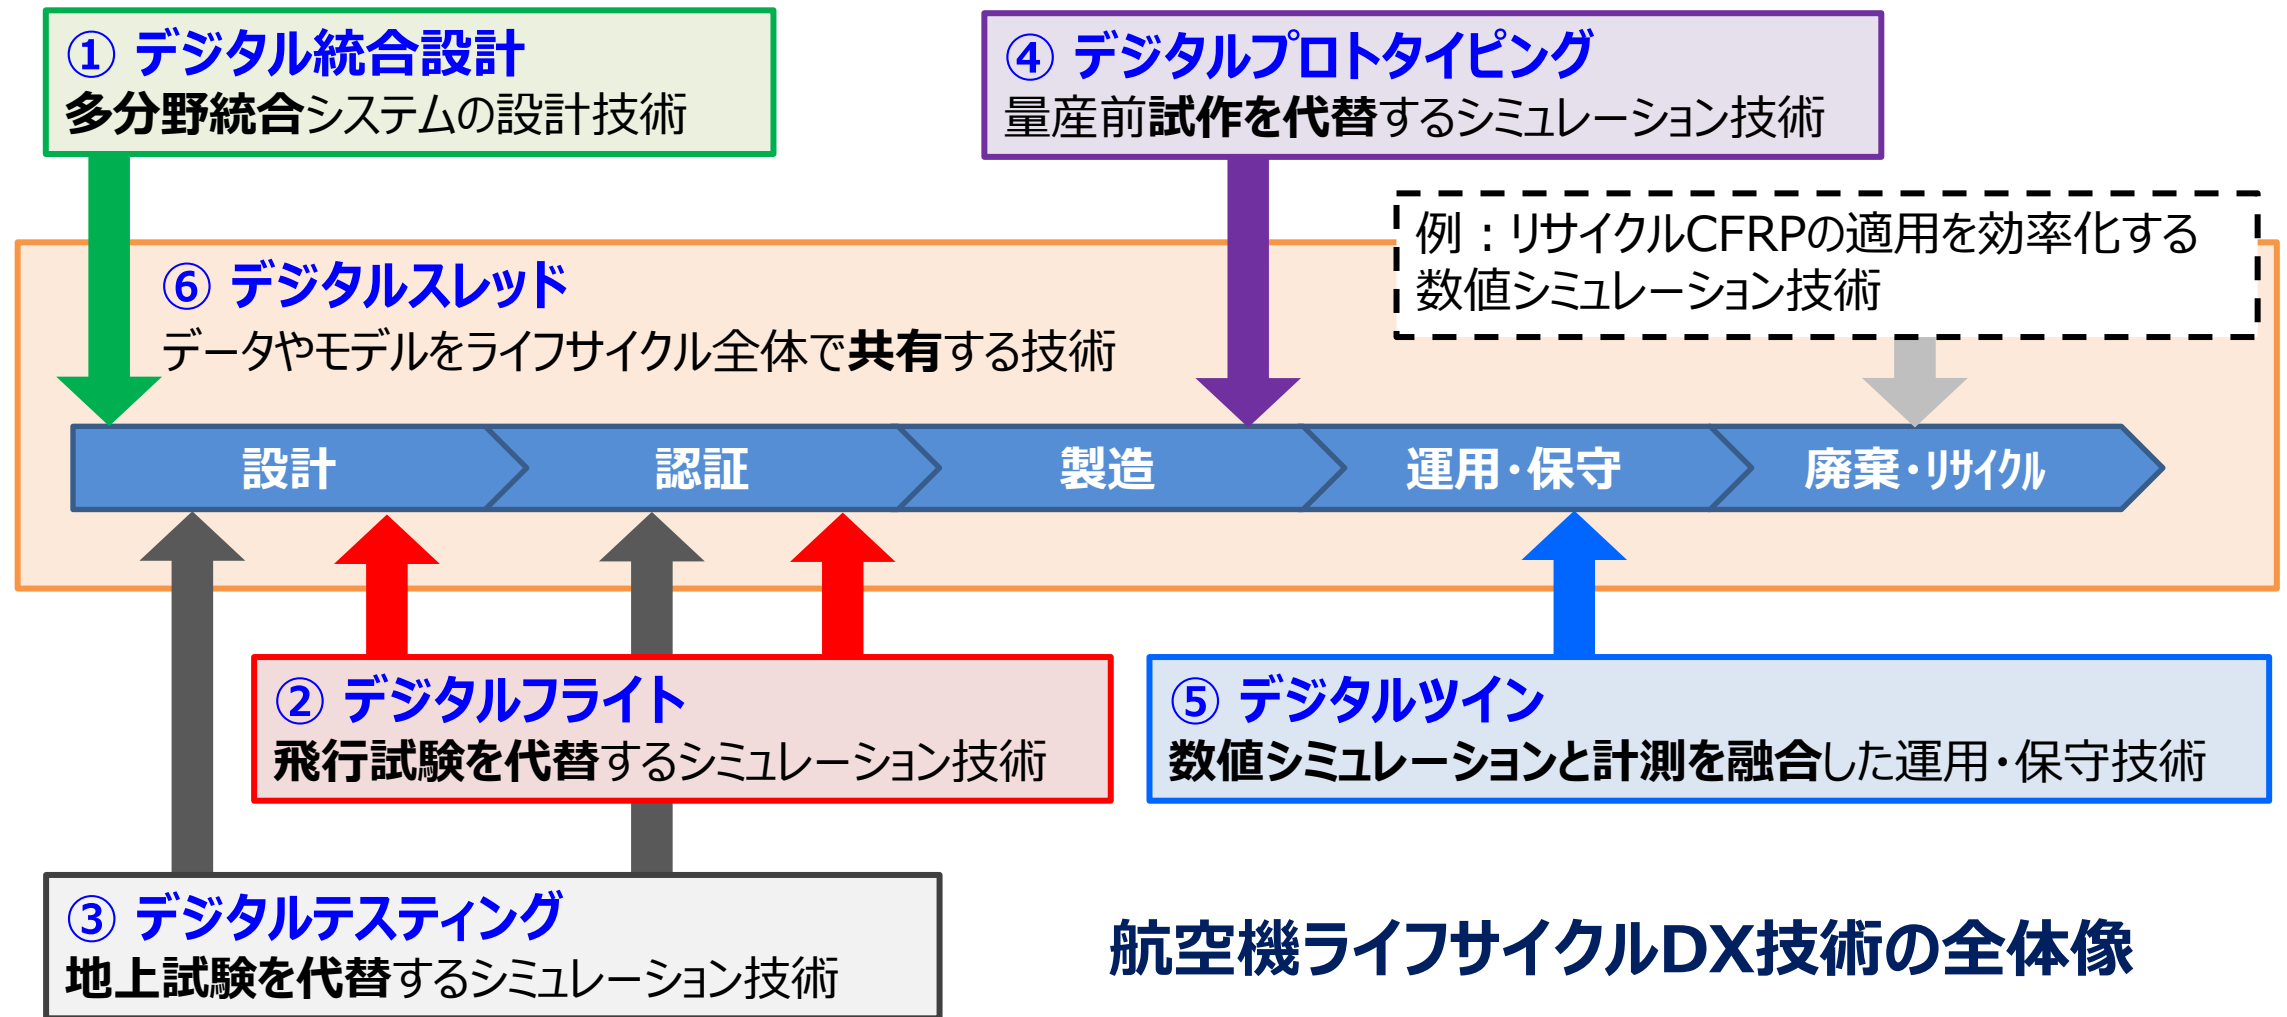 ① デジタル統合設計
多分野統合システムの設計技術
④ デジタルプロトタイピング
量産前試作を代替するシミュレーション技術
例：リサイクルCFRPの適用を効率化する
数値シミュレーション技術
⑥ デジタルスレッド
データやモデルをライフサイクル全体で共有する技術
設計
認証
製造
運用・保守
廃棄・リサイクル
② デジタルフライト
飛行試験を代替するシミュレーション技術
⑤ デジタルツイン
数値シミュレーションと計測を融合した運用・保守技術
③ デジタルテスティング
地上試験を代替するシミュレーション技術
航空機ライフサイクルDX技術の全体像